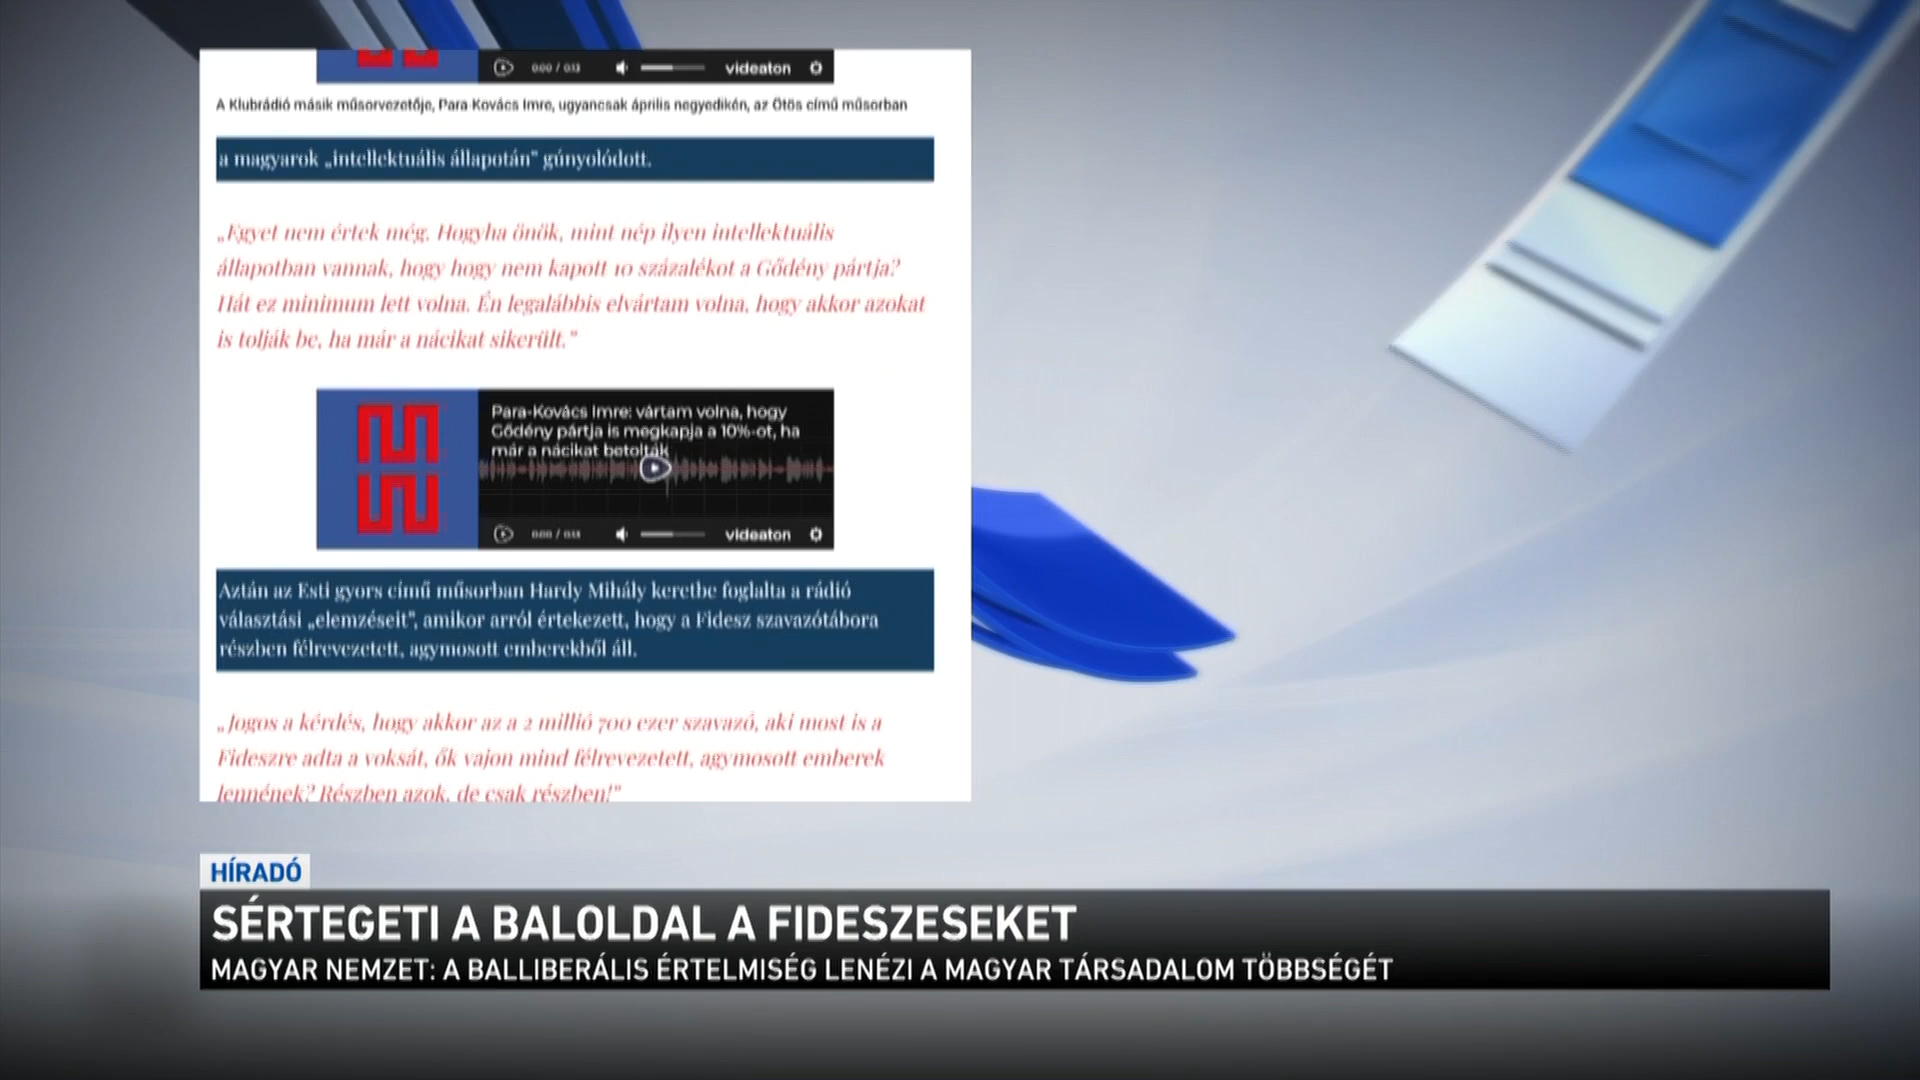 0:00 / 0:13
videaton
A Klubrádió másik műsorvezetője, Para-Kovács Imre, ugyancsak április negyedikén, az Ötös című műsorban
a magyarok „intellektuális állapotán" gúnyolódott.
„Egyet nem értek még. Hogyha önök, mint nép ilyen intellektuális
állapotban vannak, hogy hogy nem kapott 10 százalékot a Gődény pártja?
Hát ez minimum lett volna. Én legalábbis elvártam volna, hogy akkor azokat
is tolják be, ha már a nácikat sikerült."
Para-Kovács Imre: vártam volna, hogy
Gődény pártja is megkapja a 10%-ot, ha
már a nácikat betolták
0:00 / 0:13
videaton
Aztán az Esti gyors című műsorban Hardy Mihály keretbe foglalta a rádió
választási „elemzéseit", amikor arról értekezett, hogy a Fidesz szavazótábora
részben félrevezetett, agymosott emberekből áll.
„Jogos a kérdés, hogy akkor az a 2 millió 700 ezer szavazó, aki most is a
Fideszre adta a voksát, ők vajon mind félrevezetett, agymosott emberek
lennének? Részben azok, de csak részben!"
HÍRADÓ
SÉRTEGETI A BALOLDAL A FIDESZESEKET
MAGYAR NEMZET: A BALLIBERÁLIS ÉRTELMISÉG LENÉZI A MAGYAR TÁRSADALOM TÖBBSÉGÉT